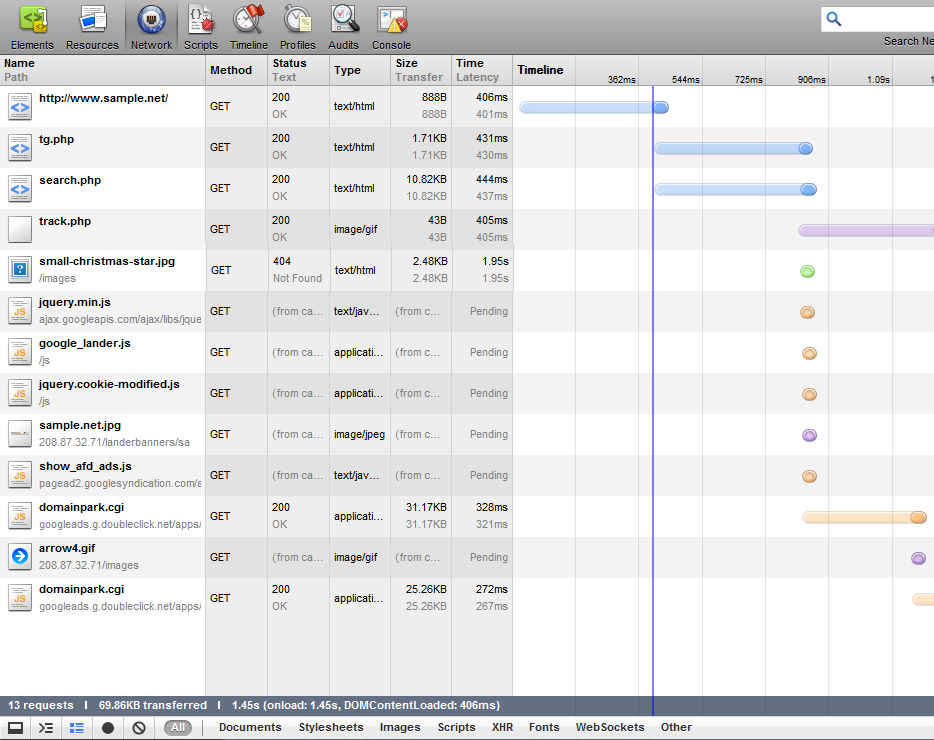 Elements Resources Network Scripts Timeline Profiles Audits Console
Search Ne
Name Path Method Status Text Type Size Transfer Time Latency Timeline 362ms 544ms 725ms 906ms 1.09s 1
http://www.sample.net/ GET 200 OK text/html 888B 888B 406ms 401ms
tg.php GET 200 OK text/html 1.71KB 1.71KB 431ms 430ms
search.php GET 200 OK text/html 10.82KB 10.82KB 444ms 437ms
track.php GET 200 OK image/gif 43B 43B 405ms 405ms
small-christmas-star.jpg /images GET 404 Not Found text/html 2.48KB 2.48KB 1.95s 1.95s
jquery.min.js ajax.googleapis.com/ajax/libs/jque GET (from ca... text/jav... (from c... Pending
google_lander.js /js GET (from ca... applicati... (from c... Pending
jquery.cookie-modified.js /js GET (from ca... applicati... (from c... Pending
sample.net.jpg 208.87.32.71/landerbanners/sa GET (from ca... image/jpeg (from c... Pending
show_afd_ads.js pagead2.googlesyndication.com/a GET (from ca... text/jav... (from c... Pending
domainpark.cgi googleads.g.doubleclick.net/apps/ GET 200 OK applicati... 31.17KB 31.17KB 328ms 321ms
arrow4.gif 208.87.32.71/images GET (from ca... image/gif (from c... Pending
domainpark.cgi googleads.g.doubleclick.net/apps/ GET 200 OK applicati... 25.26KB 25.26KB 272ms 267ms
13 requests | 69.86KB transferred | 1.45s (onload: 1.45s, DOMContentLoaded: 406ms)
All Documents Stylesheets Images Scripts XHR Fonts WebSockets Other